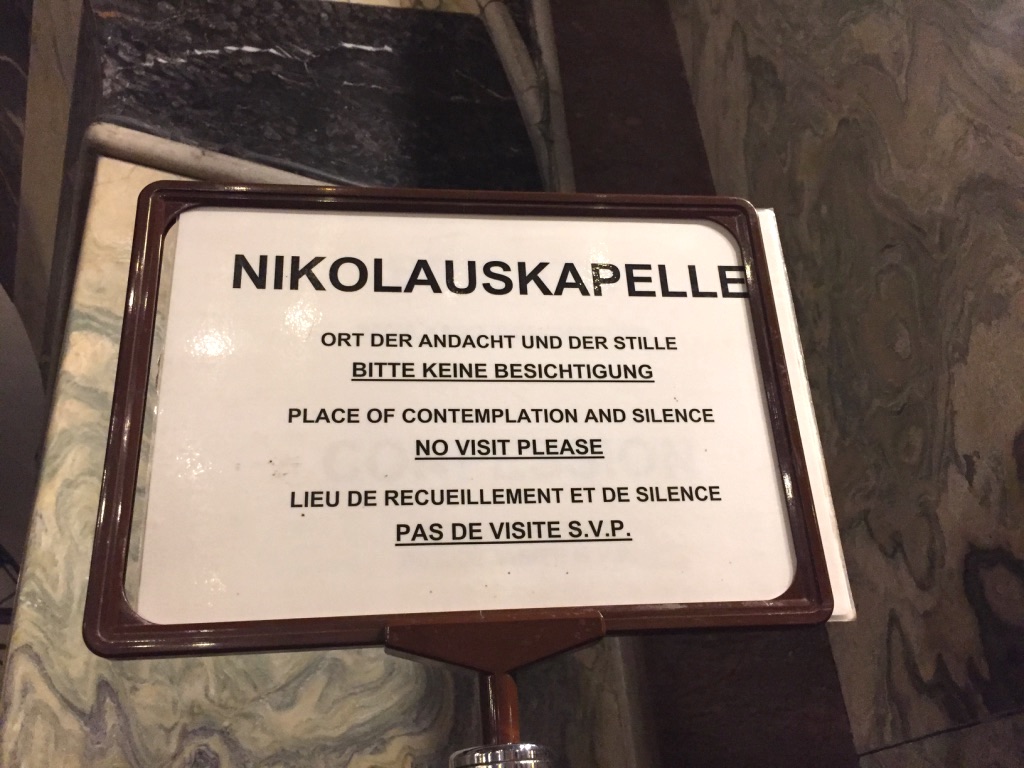 NIKOLAUSKAPELLE
ORT DER ANDACHT UND DER STILLE
BITTE KEINE BESICHTIGUNG
PLACE OF CONTEMPLATION AND SILENCE
NO VISIT PLEASE
LIEU DE RECUEILLEMENT ET DE SILENCE
PAS DE VISITE S.V.P.